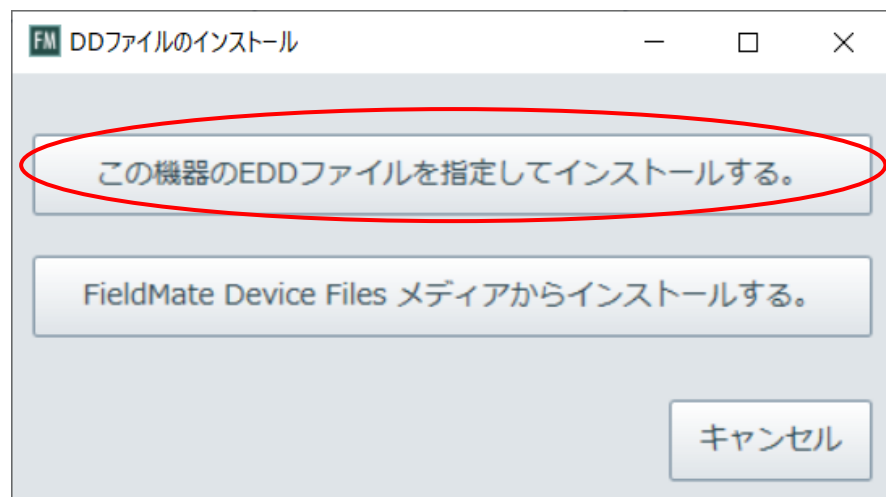 FM DDファイルのインストール
この機器のEDDファイルを指定してインストールする。
FieldMate Device Files メディアからインストールする。
キャンセル